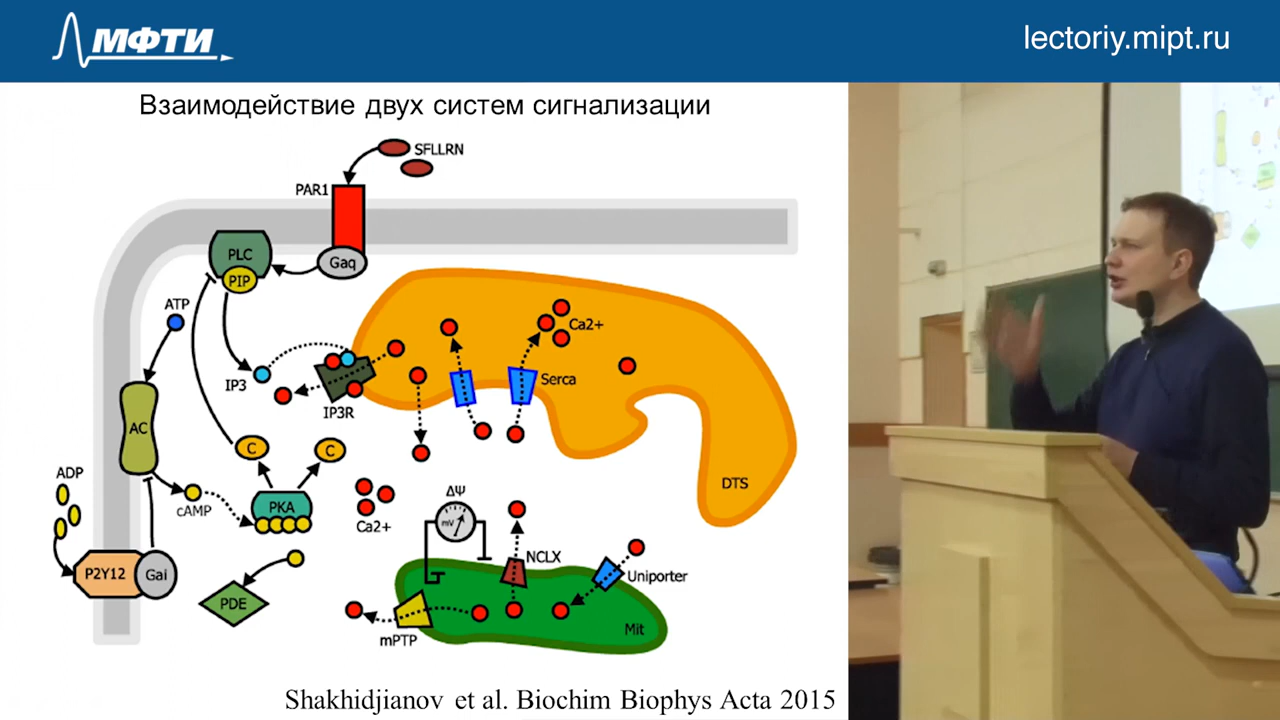 МФТИ
lectoriy.mipt.ru
Взаимодействие двух систем сигнализации
SFLLRN
PAR1
PLC
PIP
Gaq
ATP
Ca2+
IP3
IP3R
Serca
AC
C
C
ADP
cAMP
PKA
Ca2+
ΔΨ
mV
DTS
NCLX
P2Y12
Gai
Uniporter
PDE
mPTP
Mit
Shakhidjianov et al. Biochim Biophys Acta 2015